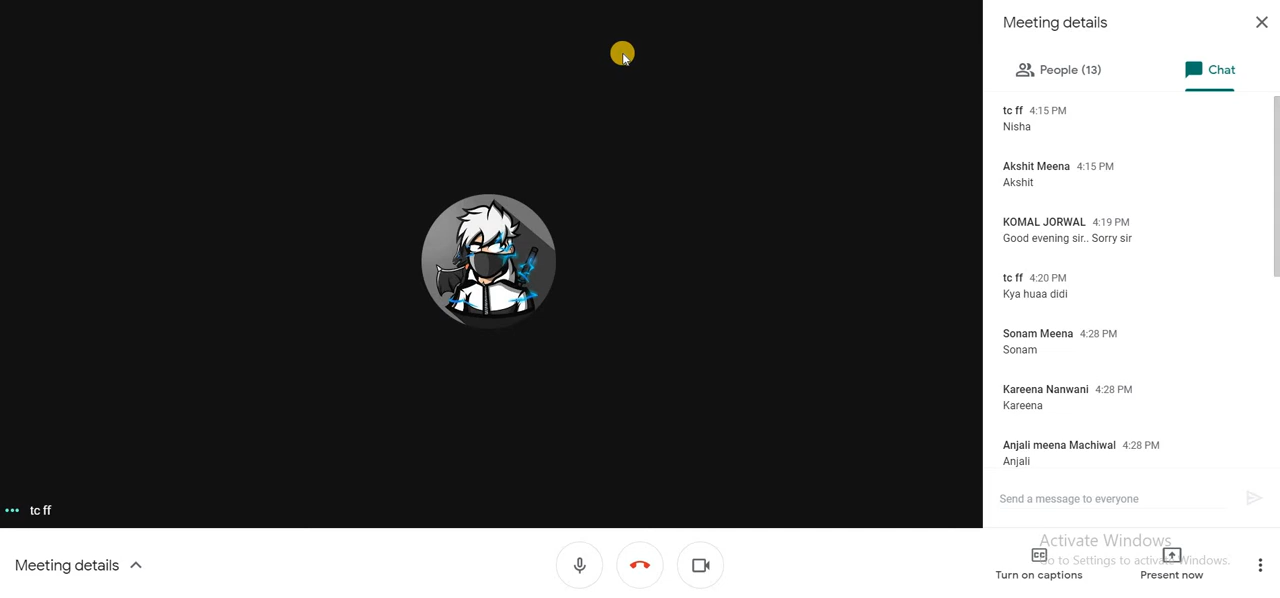 Meeting details
People (13)
Chat
tc ff 4:15 PM
Nisha
Akshit Meena 4:15 PM
Akshit
KOMAL JORWAL 4:19 PM
Good evening sir.. Sorry sir
tc ff 4:20 PM
Kya huaa didi
Sonam Meena 4:28 PM
Sonam
Kareena Nanwani 4:28 PM
Kareena
Anjali meena Machiwal 4:28 PM
Anjali
Send a message to everyone
tc ff
Meeting details
Activate Windows
Go to Settings to activate Windows.
CC
Turn on captions
Present now